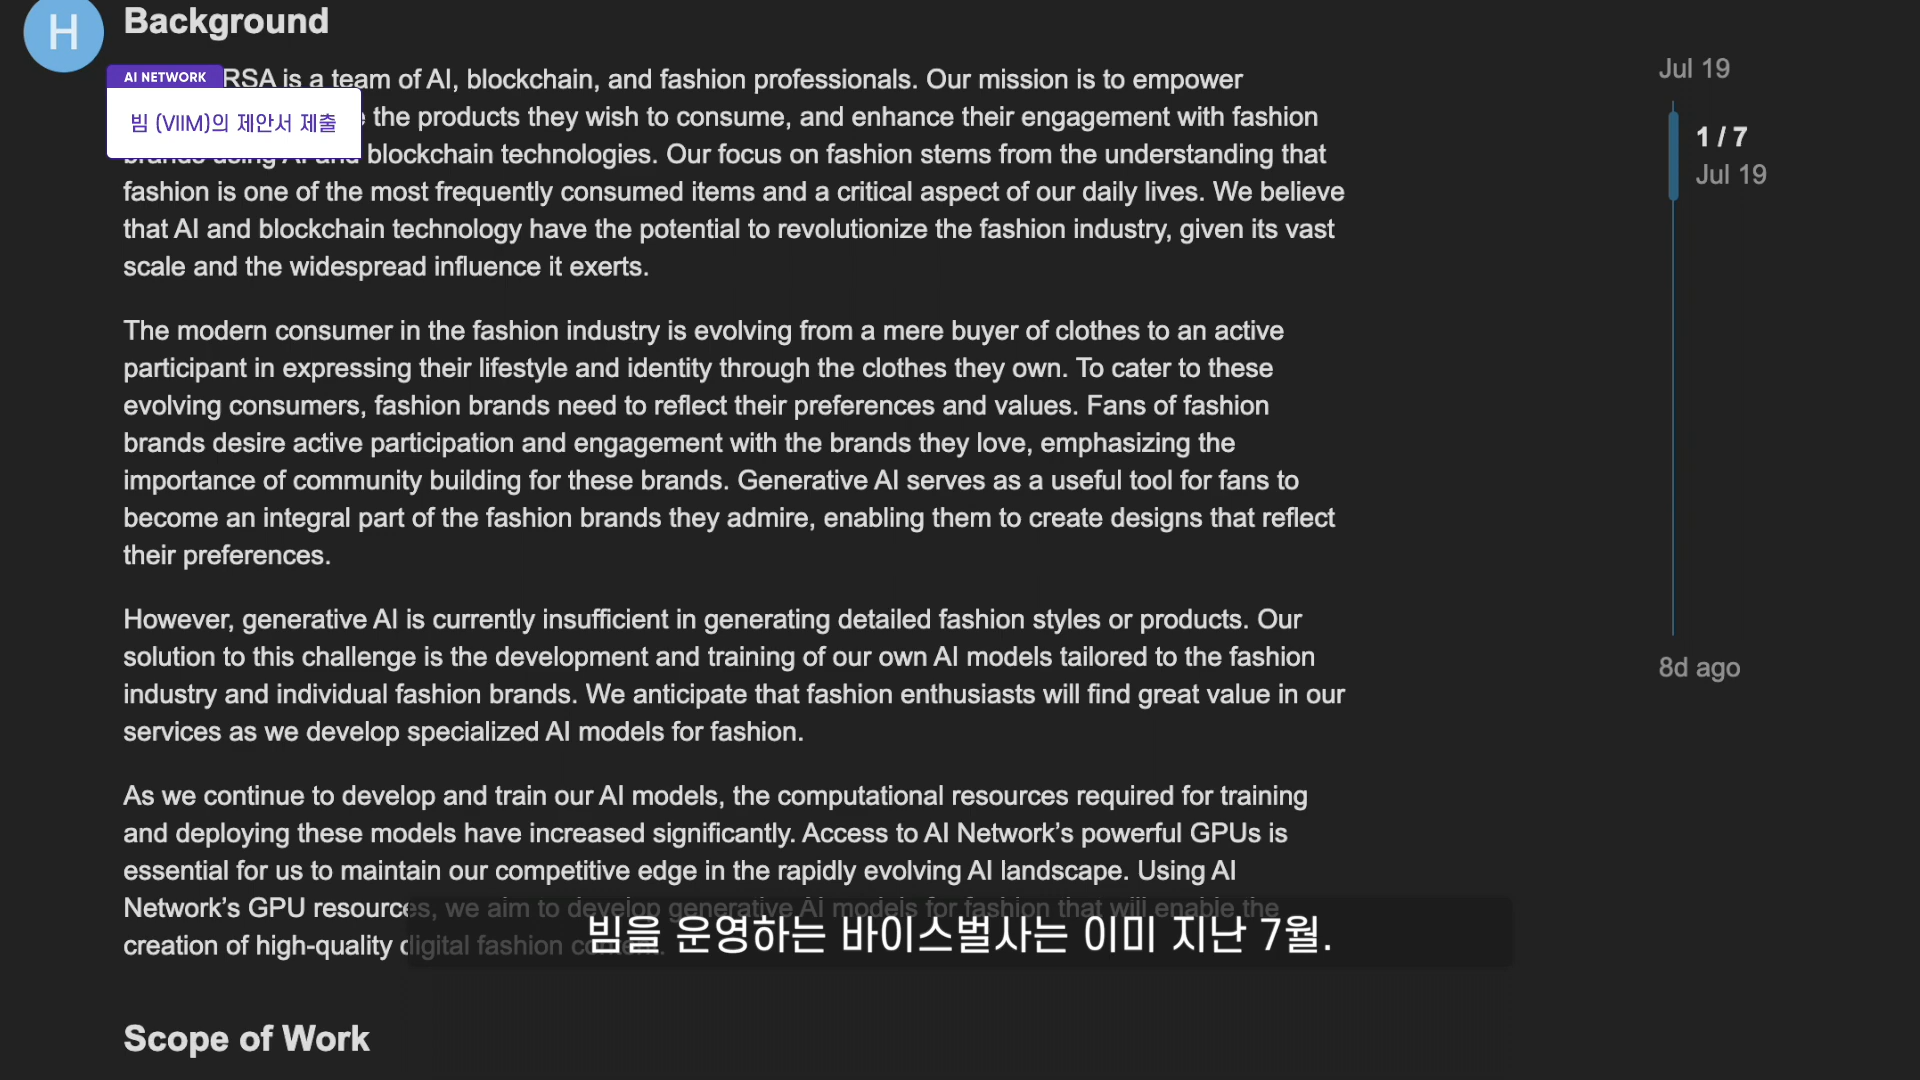 H
Background
AI NETWORK
빔 (VIIM)의 제안서 제출
RSA is a team of AI, blockchain, and fashion professionals. Our mission is to empower
the products they wish to consume, and enhance their engagement with fashion
brands using AI and blockchain technologies. Our focus on fashion stems from the understanding that
fashion is one of the most frequently consumed items and a critical aspect of our daily lives. We believe
that AI and blockchain technology have the potential to revolutionize the fashion industry, given its vast
scale and the widespread influence it exerts.
The modern consumer in the fashion industry is evolving from a mere buyer of clothes to an active
participant in expressing their lifestyle and identity through the clothes they own. To cater to these
evolving consumers, fashion brands need to reflect their preferences and values. Fans of fashion
brands desire active participation and engagement with the brands they love, emphasizing the
importance of community building for these brands. Generative AI serves as a useful tool for fans to
become an integral part of the fashion brands they admire, enabling them to create designs that reflect
their preferences.
However, generative AI is currently insufficient in generating detailed fashion styles or products. Our
solution to this challenge is the development and training of our own AI models tailored to the fashion
industry and individual fashion brands. We anticipate that fashion enthusiasts will find great value in our
services as we develop specialized AI models for fashion.
As we continue to develop and train our AI models, the computational resources required for training
and deploying these models have increased significantly. Access to AI Network's powerful GPUs is
essential for us to maintain our competitive edge in the rapidly evolving AI landscape. Using AI
Network's GPU resources, we aim to develop generative AI models for fashion that will enable the
creation of high-quality digital fashion content.
빔을 운영하는 바이스벌사는 이미 지난 7월.
Scope of Work
Jul 19
1 / 7
Jul 19
8d ago